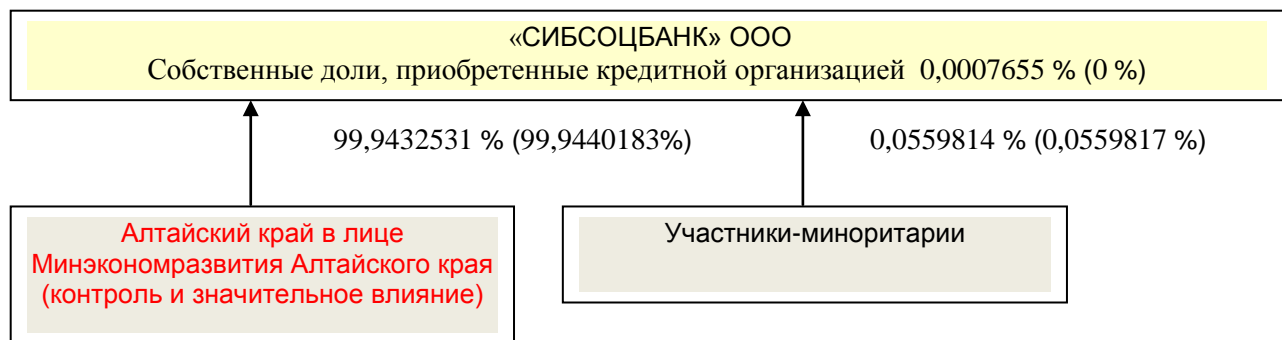 «СИБСОЦБАНК» ООО
Собственные доли, приобретенные кредитной организацией 0,0007655 % (0 %)
99,9432531 % (99,9440183%)
0,0559814 % (0,0559817 %)
Алтайский край в лице
Минэкономразвития Алтайского края
(контроль и значительное влияние)
Участники-миноритарии